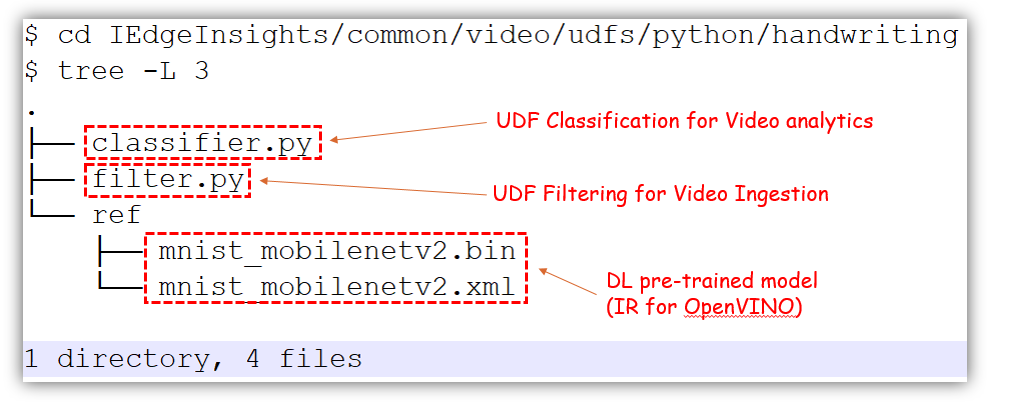 $ cd IEdgeInsights/common/video/udfs/python/handwriting
$ tree -L 3
.
├── classifier.py
UDF Classification for Video analytics
├── filter.py
UDF Filtering for Video Ingestion
└── ref
├── mnist_mobilenetv2.bin
└── mnist_mobilenetv2.xml
DL pre-trained model
(IR for OpenVINO)
1 directory, 4 files